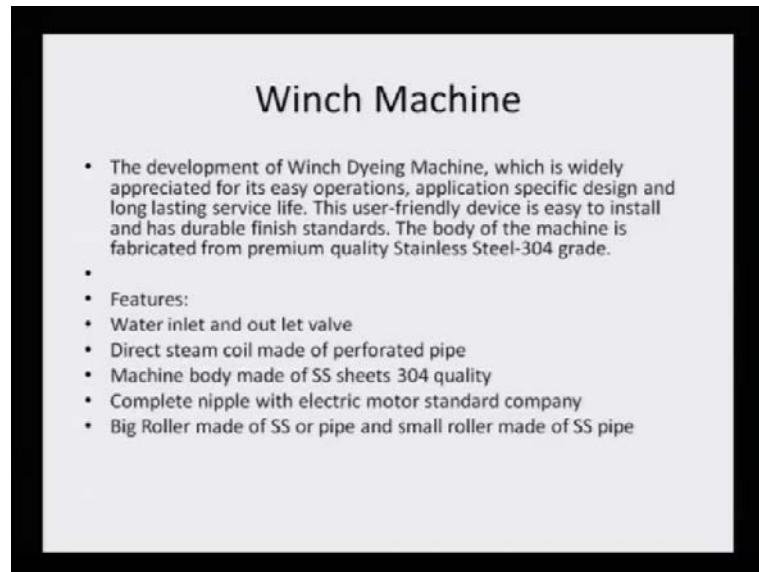 Winch Machine
• The development of Winch Dyeing Machine, which is widely
appreciated for its easy operations, application specific design and
long lasting service life. This user-friendly device is easy to install
and has durable finish standards. The body of the machine is
fabricated from premium quality Stainless Steel-304 grade.
•
• Features:
• Water inlet and out let valve
• Direct steam coil made of perforated pipe
• Machine body made of SS sheets 304 quality
• Complete nipple with electric motor standard company
• Big Roller made of SS or pipe and small roller made of SS pipe